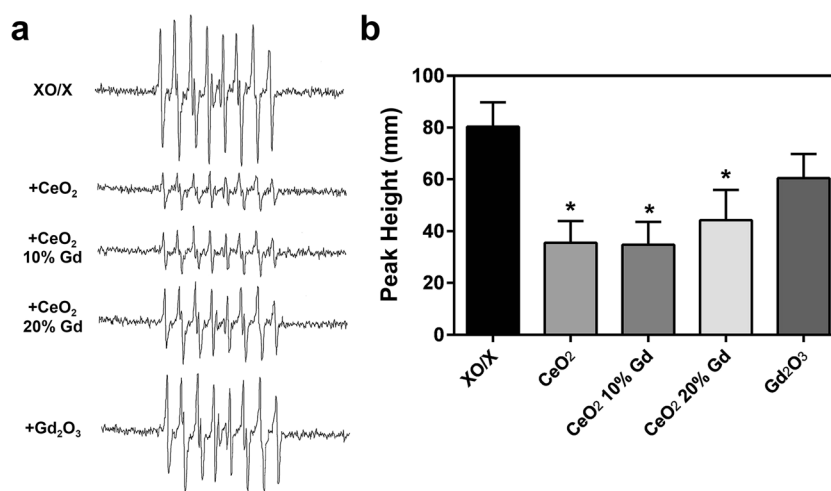 a
XO/X
+CeO₂
+CeO₂
10% Gd
+CeO₂
20% Gd
+Gd₂O₃
b
Peak Height (mm)
100
80
60
40
20
0
*
*
*
XO/X
CeO₂
CeO₂ 10% Gd
CeO₂ 20% Gd
Gd₂O₃